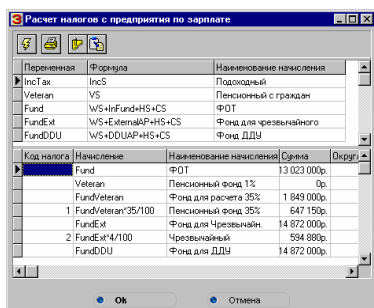 Расчет налогов с предприятия по зарплате
Переменная Формула Наименование начисления
IncTax IncS Подоходный
Veteran VS Пенсионный с граждан
Fund WS+InFund+HS+CS ФОТ
FundExt WS+ExternalAP+HS+CS Фонд для чрезвычайного
FundDDU WS+DDUAP+HS+CS Фонд ДДУ
Код налога Начисление Наименование начисления Сумма Округл
Fund ФОТ 13 023 000р.
Veteran Пенсионный фонд 1% 0р.
FundVeteran Фонд для расчета 35% 1 849 000р.
1 FundVeteran*35/100 Пенсионный фонд 35% 647 150р.
FundExt Фонд для Чрезвычайн. 14 872 000р.
2 FundExt*4/100 Чрезвычайный 594 880р.
FundDDU Фонд для ДДУ 14 872 000р.
Ok Отмена